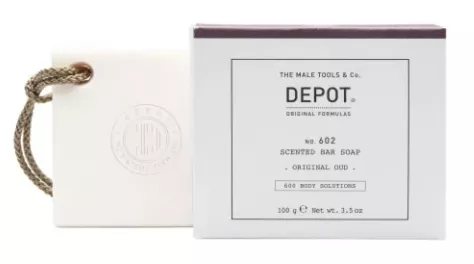 THE MALE TOOLS & Co.
DEPOT®
ORIGINAL FORMULAS
NO. 602
SCENTED BAR SOAP
. ORIGINAL OUD .
600 BODY SOLUTIONS
100 g ℮ Net wt. 3.5 oz